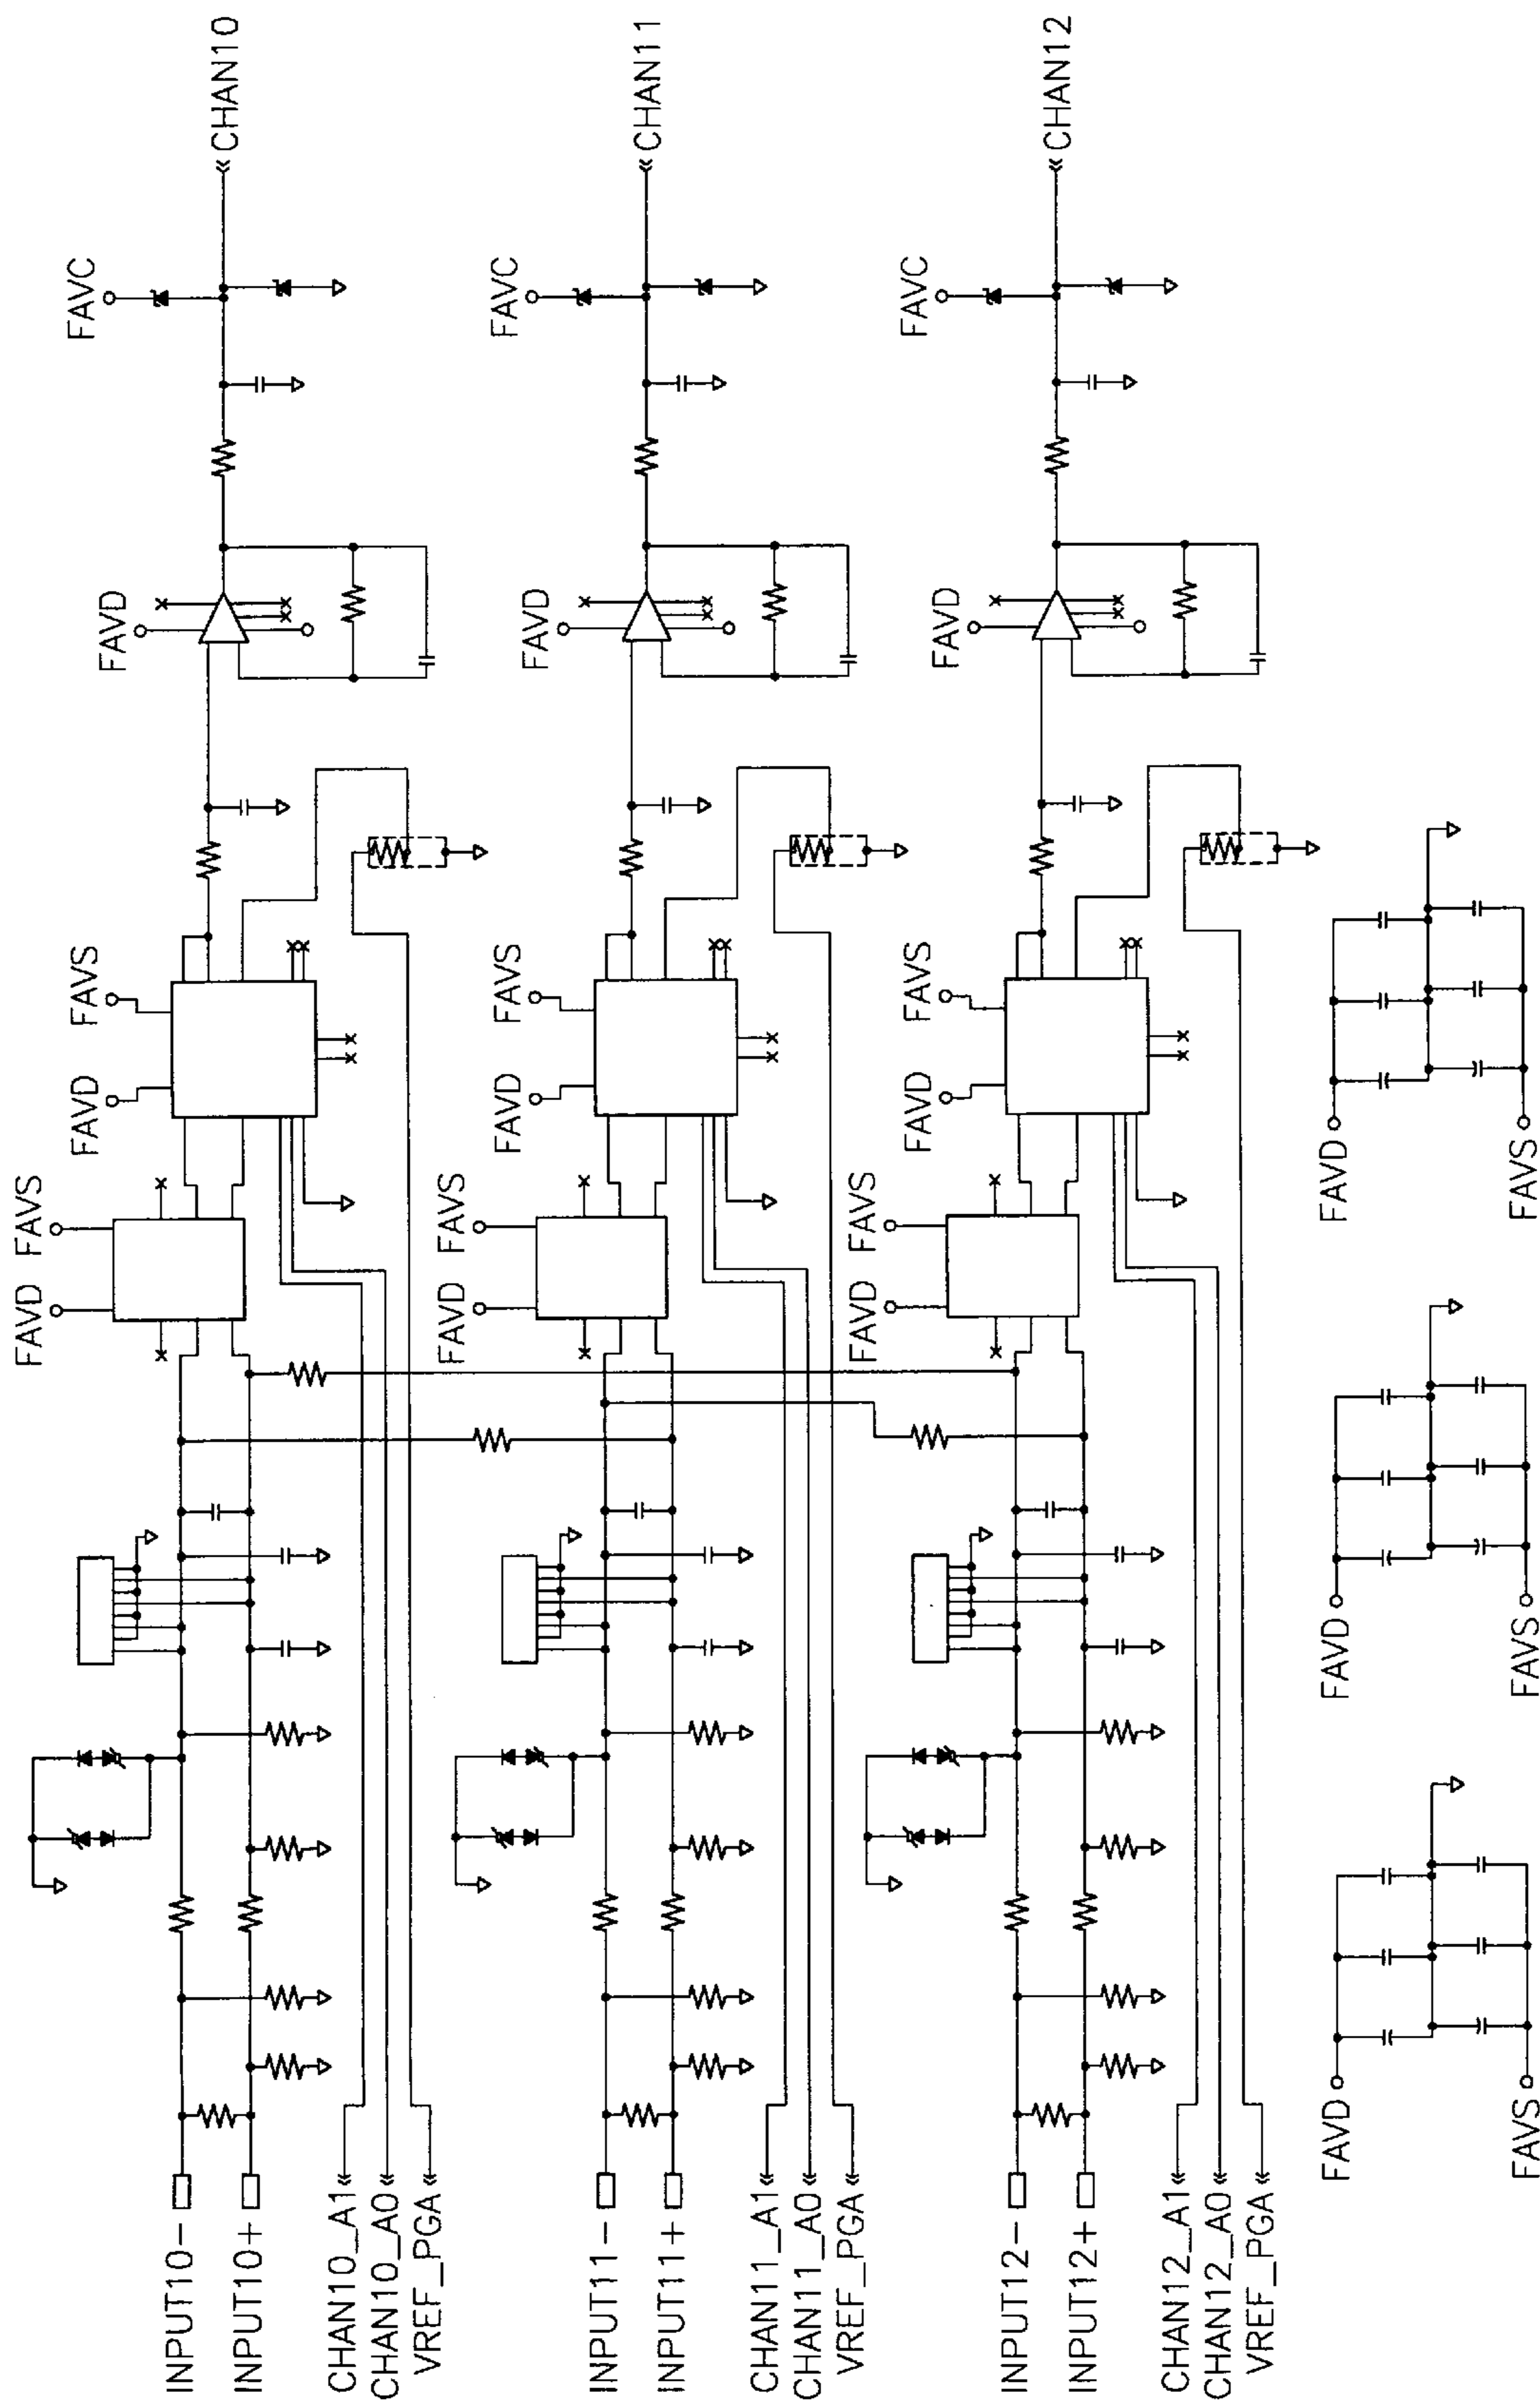 FAVC
CHAN10
FAVD
FAVD
FAVS
FAVD
FAVS
INPUT10-
INPUT10+
CHAN10_A1
CHAN10_A0
VREF_PGA
FAVC
CHAN11
FAVD
FAVD
FAVS
FAVD
FAVS
INPUT11-
INPUT11+
CHAN11_A1
CHAN11_A0
VREF_PGA
FAVC
CHAN12
FAVD
FAVD
FAVS
FAVD
FAVS
INPUT12-
INPUT12+
CHAN12_A1
CHAN12_A0
VREF_PGA
FAVD
FAVS
FAVD
FAVS
FAVD
FAVS